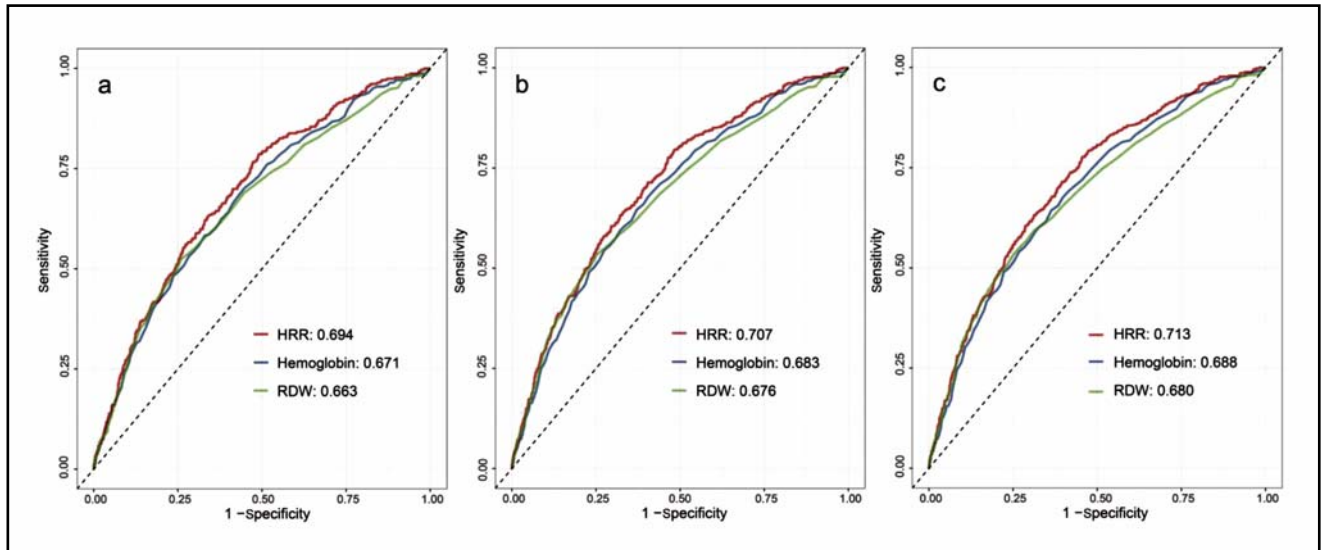 a
1.00
0.75
0.50
0.25
0.00
Sensitivity
HRR: 0.694
Hemoglobin: 0.671
RDW: 0.663
0.00 0.25 0.50 0.75 1.00
1 −Specificity
b
1.00
0.75
0.50
0.25
0.00
Sensitivity
HRR: 0.707
Hemoglobin: 0.683
RDW: 0.676
0.00 0.25 0.50 0.75 1.00
1 −Specificity
c
1.00
0.75
0.50
0.25
0.00
Sensitivity
HRR: 0.713
Hemoglobin: 0.688
RDW: 0.680
0.00 0.25 0.50 0.75 1.00
1 −Specificity